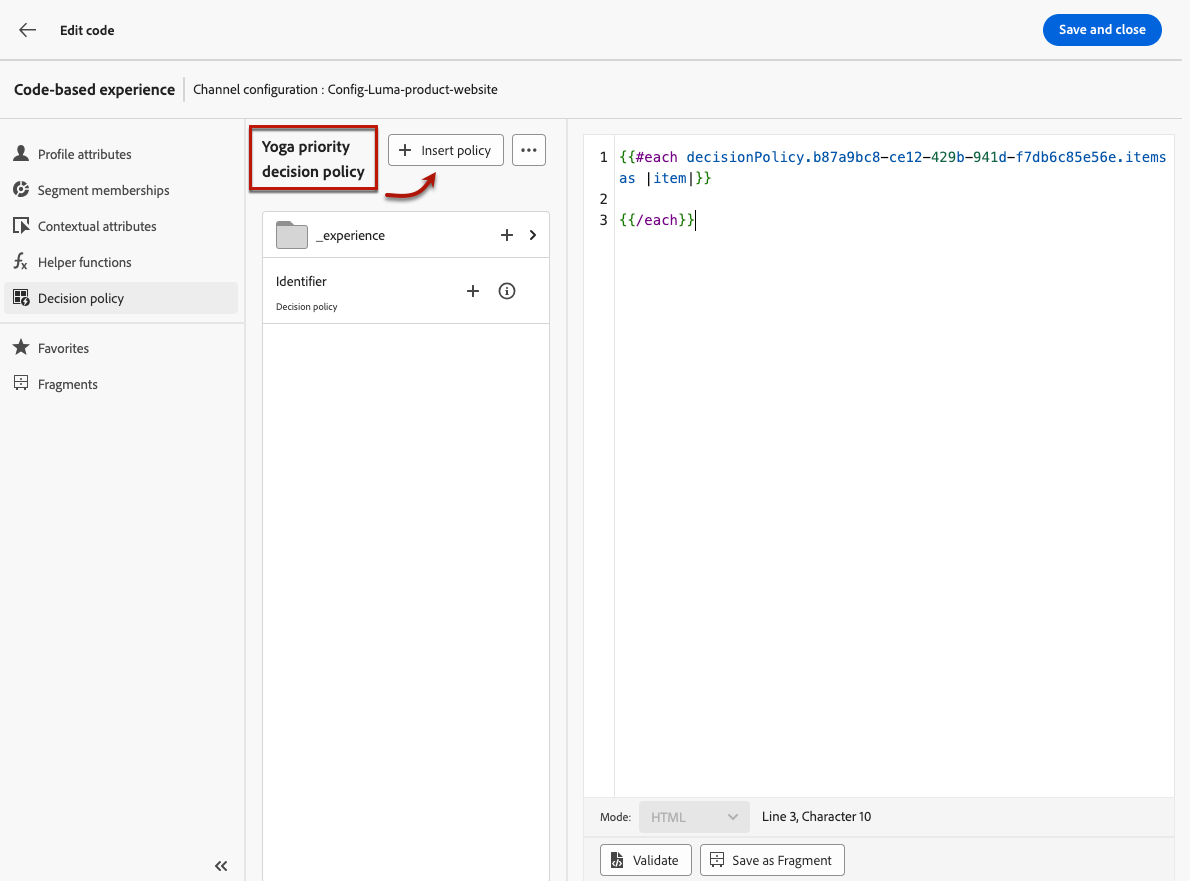 Edit code
Save and close
Code-based experience
Channel configuration : Config-Luma-product-website
Profile attributes
Segment memberships
Contextual attributes
Helper functions
Decision policy
Favorites
Fragments
Yoga priority
decision policy
Insert policy
_experience
Identifier
Decision policy
1 {{#each decisionPolicy.b87a9bc8-ce12-429b-941d-f7db6c85e56e.items
as |item|}}
2
3 {{/each}}
Mode: HTML Line 3, Character 10
Validate
Save as Fragment